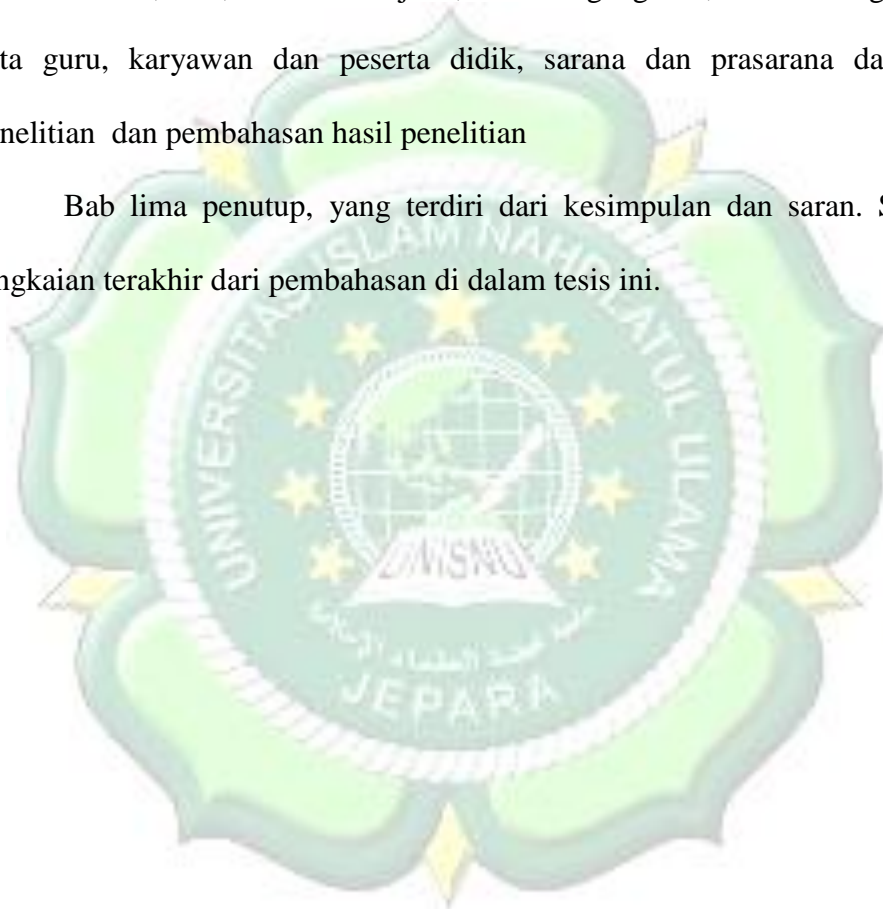 ta guru, karyawan dan peserta didik, sarana dan prasarana da
nelitian dan pembahasan hasil penelitian
Bab lima penutup, yang terdiri dari kesimpulan dan saran. S
ngkaian terakhir dari pembahasan di dalam tesis ini.
UNIVERSITAS ISLAM NAHDLATUL ULAMA
UNISNU
JEPARA